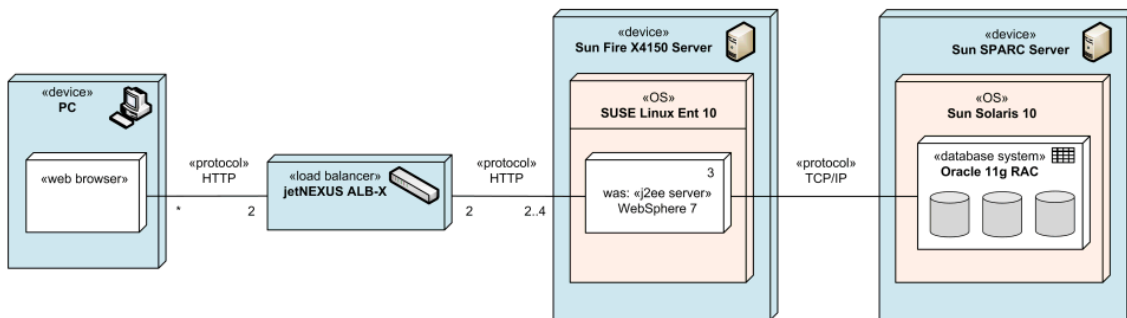 «device»
PC
«web browser»
«protocol»
HTTP
*
2
«load balancer»
jetNEXUS ALB-X
«protocol»
HTTP
2
2..4
«device»
Sun Fire X4150 Server
«OS»
SUSE Linux Ent 10
3
was: «j2ee server»
WebSphere 7
«protocol»
TCP/IP
«device»
Sun SPARC Server
«OS»
Sun Solaris 10
«database system»
Oracle 11g RAC